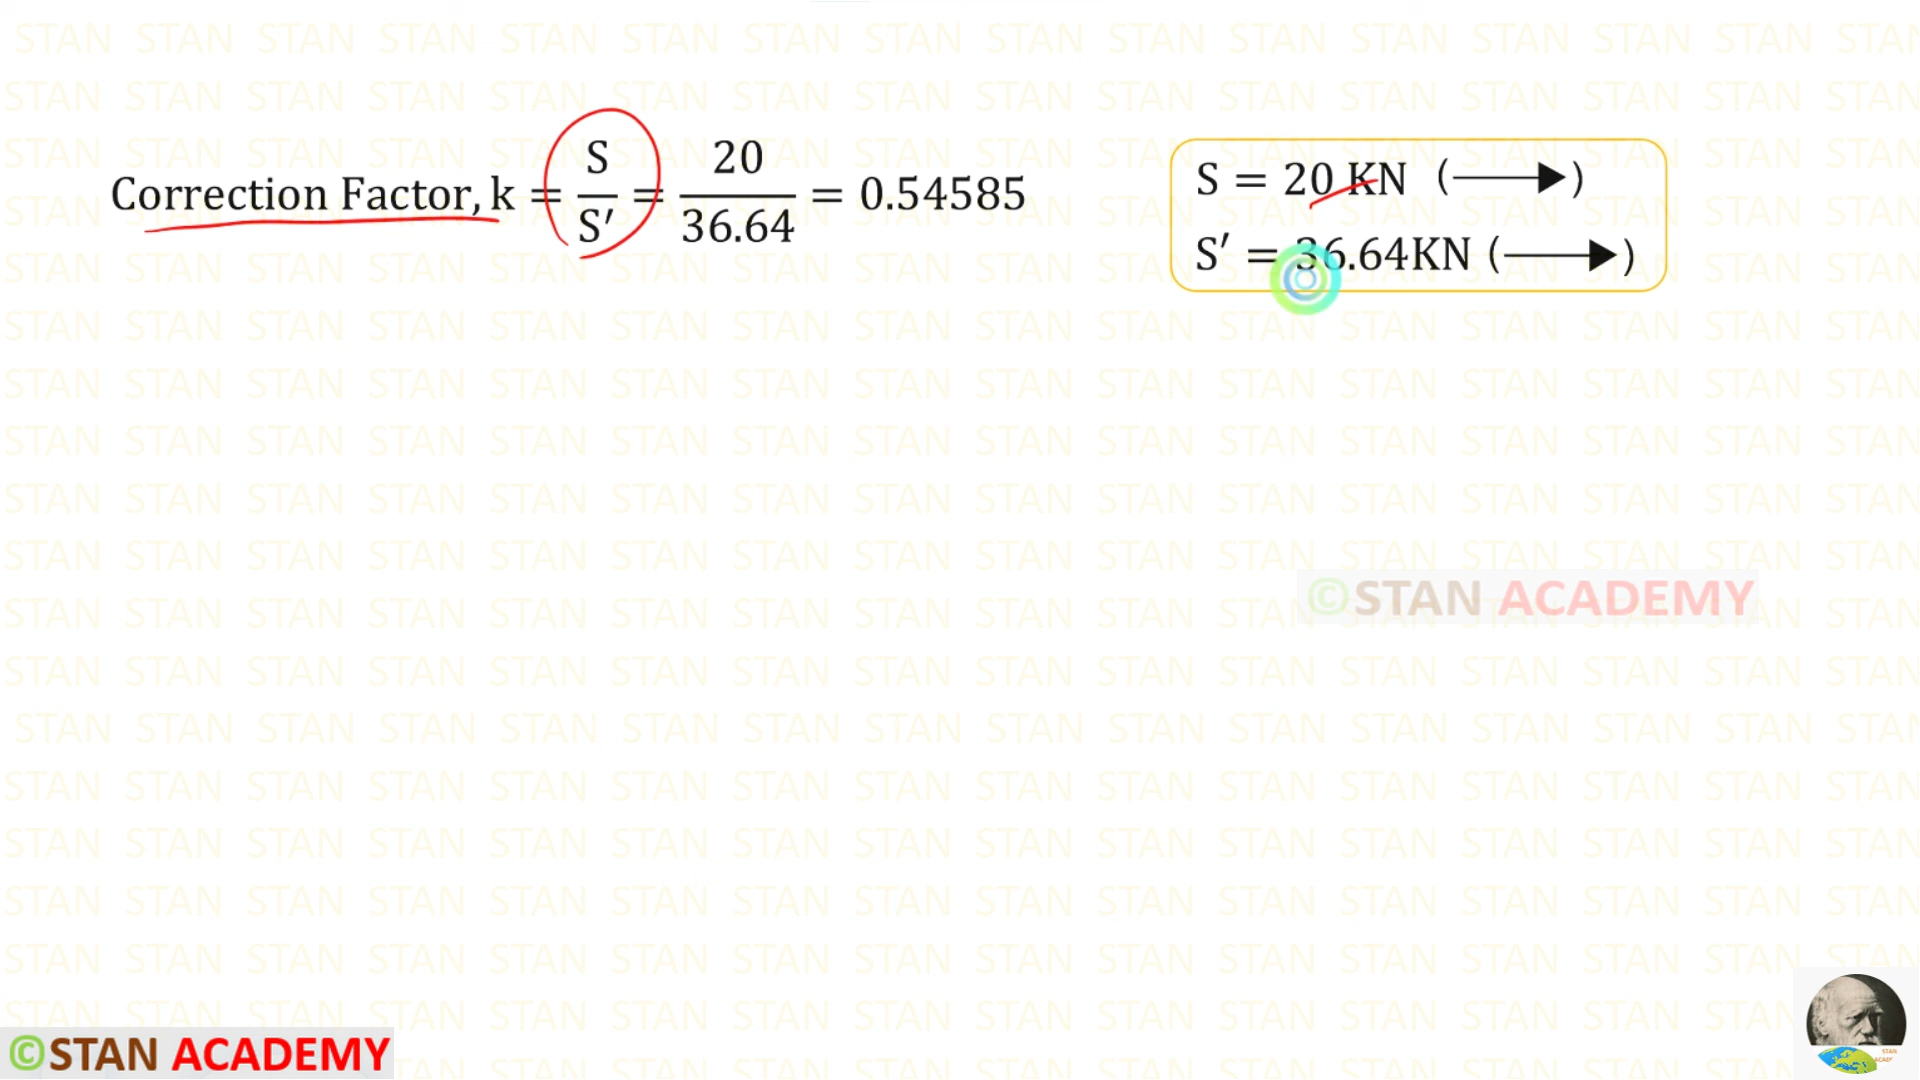 Correction Factor, k = S/S′ = 20/36.64 = 0.54585
S = 20 KN (⟶)
S′ = 36.64KN (⟶)
©STAN ACADEMY
©STAN ACADEMY